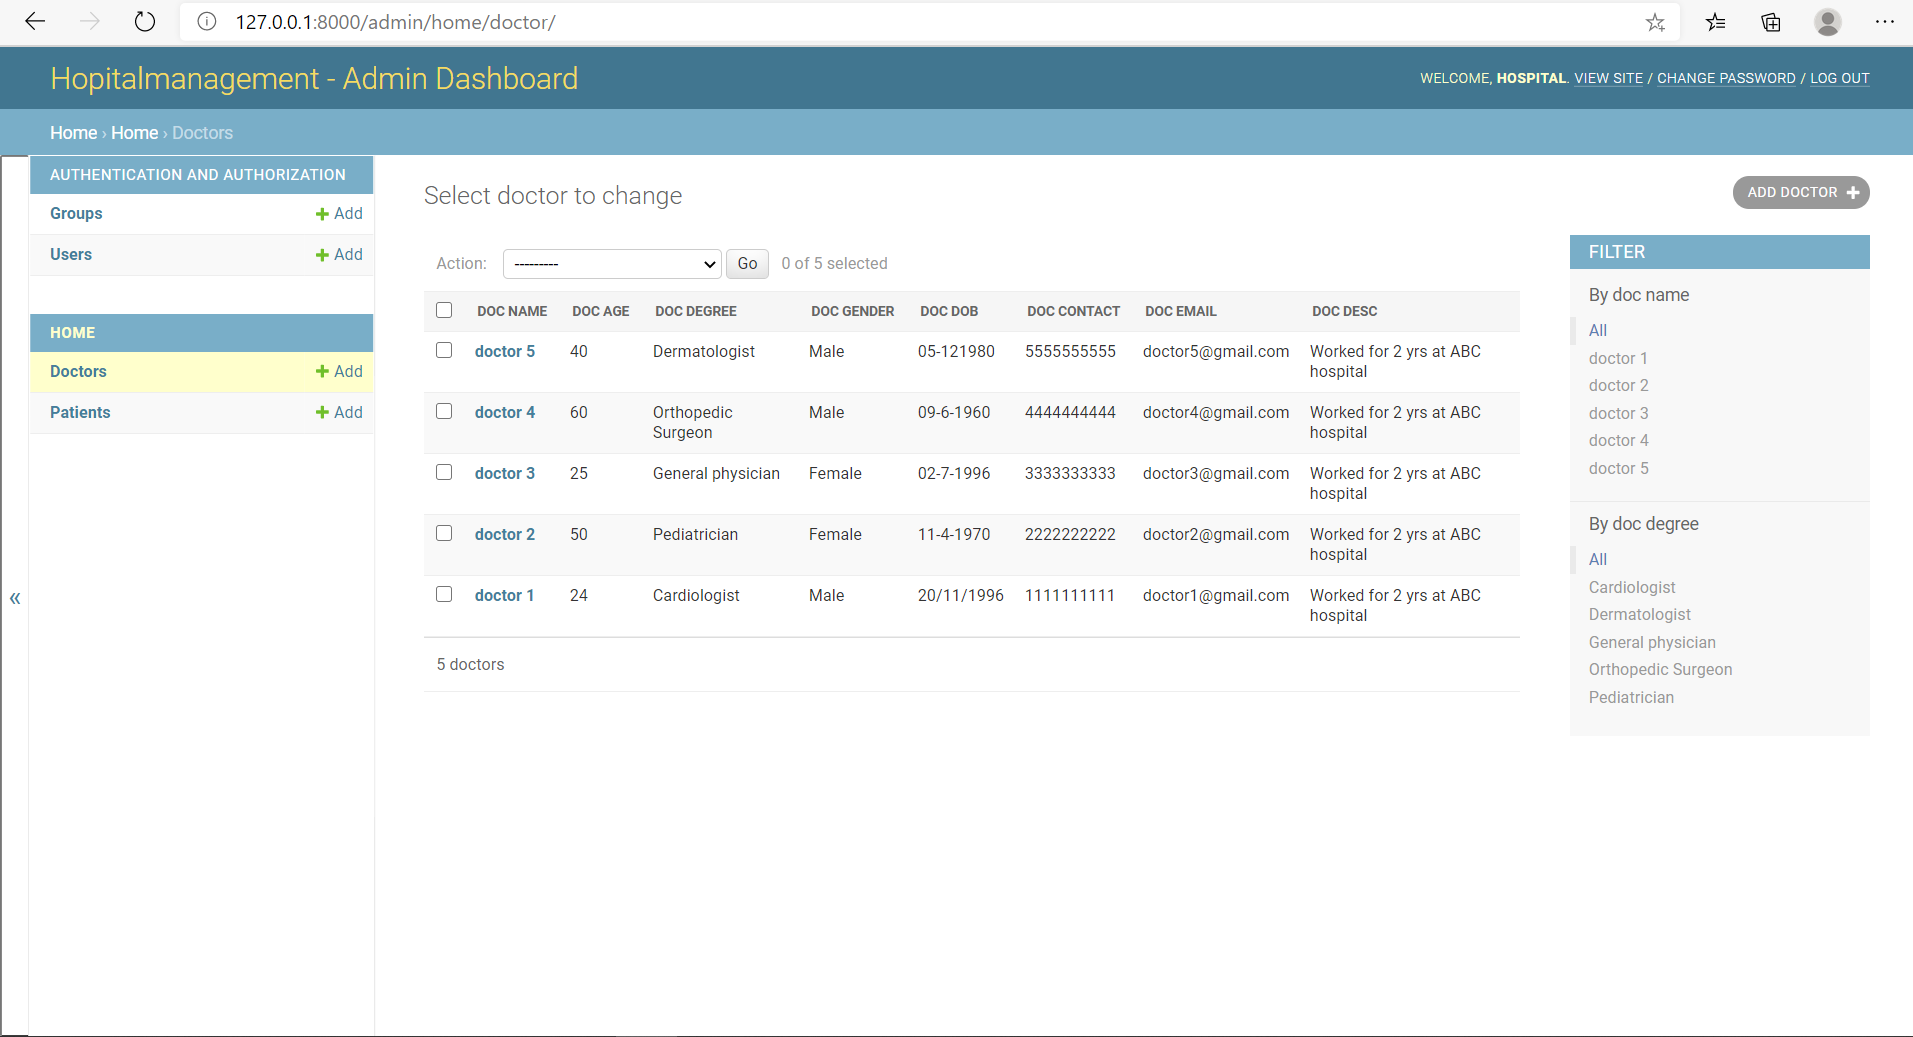 127.0.0.1:8000/admin/home/doctor/
Hopitalmanagement - Admin Dashboard
WELCOME, HOSPITAL. VIEW SITE / CHANGE PASSWORD / LOG OUT
Home › Home › Doctors
AUTHENTICATION AND AUTHORIZATION
Groups + Add
Users + Add
HOME
Doctors + Add
Patients + Add
«
Select doctor to change
ADD DOCTOR +
Action: --------- Go 0 of 5 selected
DOC NAME DOC AGE DOC DEGREE DOC GENDER DOC DOB DOC CONTACT DOC EMAIL DOC DESC
doctor 5 40 Dermatologist Male 05-121980 5555555555 doctor5@gmail.com Worked for 2 yrs at ABC
hospital
doctor 4 60 Orthopedic Male 09-6-1960 4444444444 doctor4@gmail.com Worked for 2 yrs at ABC
Surgeon hospital
doctor 3 25 General physician Female 02-7-1996 3333333333 doctor3@gmail.com Worked for 2 yrs at ABC
hospital
doctor 2 50 Pediatrician Female 11-4-1970 2222222222 doctor2@gmail.com Worked for 2 yrs at ABC
hospital
doctor 1 24 Cardiologist Male 20/11/1996 1111111111 doctor1@gmail.com Worked for 2 yrs at ABC
hospital
5 doctors
FILTER
By doc name
All
doctor 1
doctor 2
doctor 3
doctor 4
doctor 5
By doc degree
All
Cardiologist
Dermatologist
General physician
Orthopedic Surgeon
Pediatrician